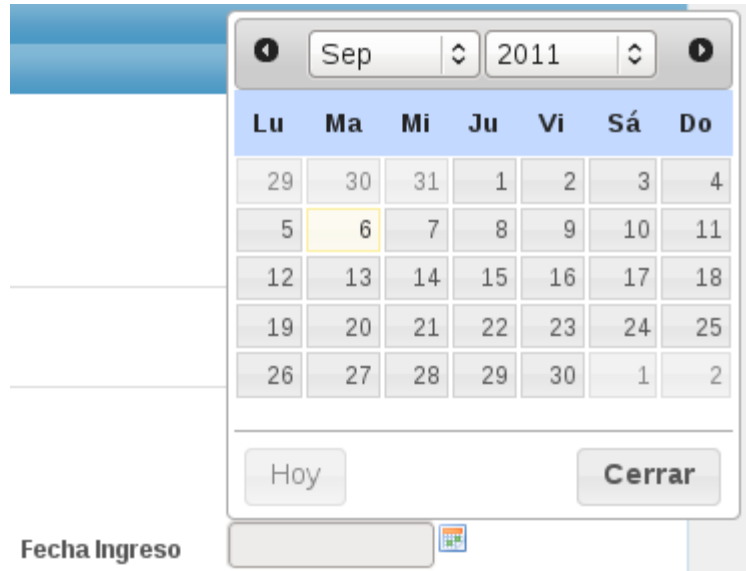 Sep 2011
Lu Ma Mi Ju Vi Sá Do
29 30 31 1 2 3 4
5 6 7 8 9 10 11
12 13 14 15 16 17 18
19 20 21 22 23 24 25
26 27 28 29 30 1 2
Hoy Cerrar
Fecha Ingreso